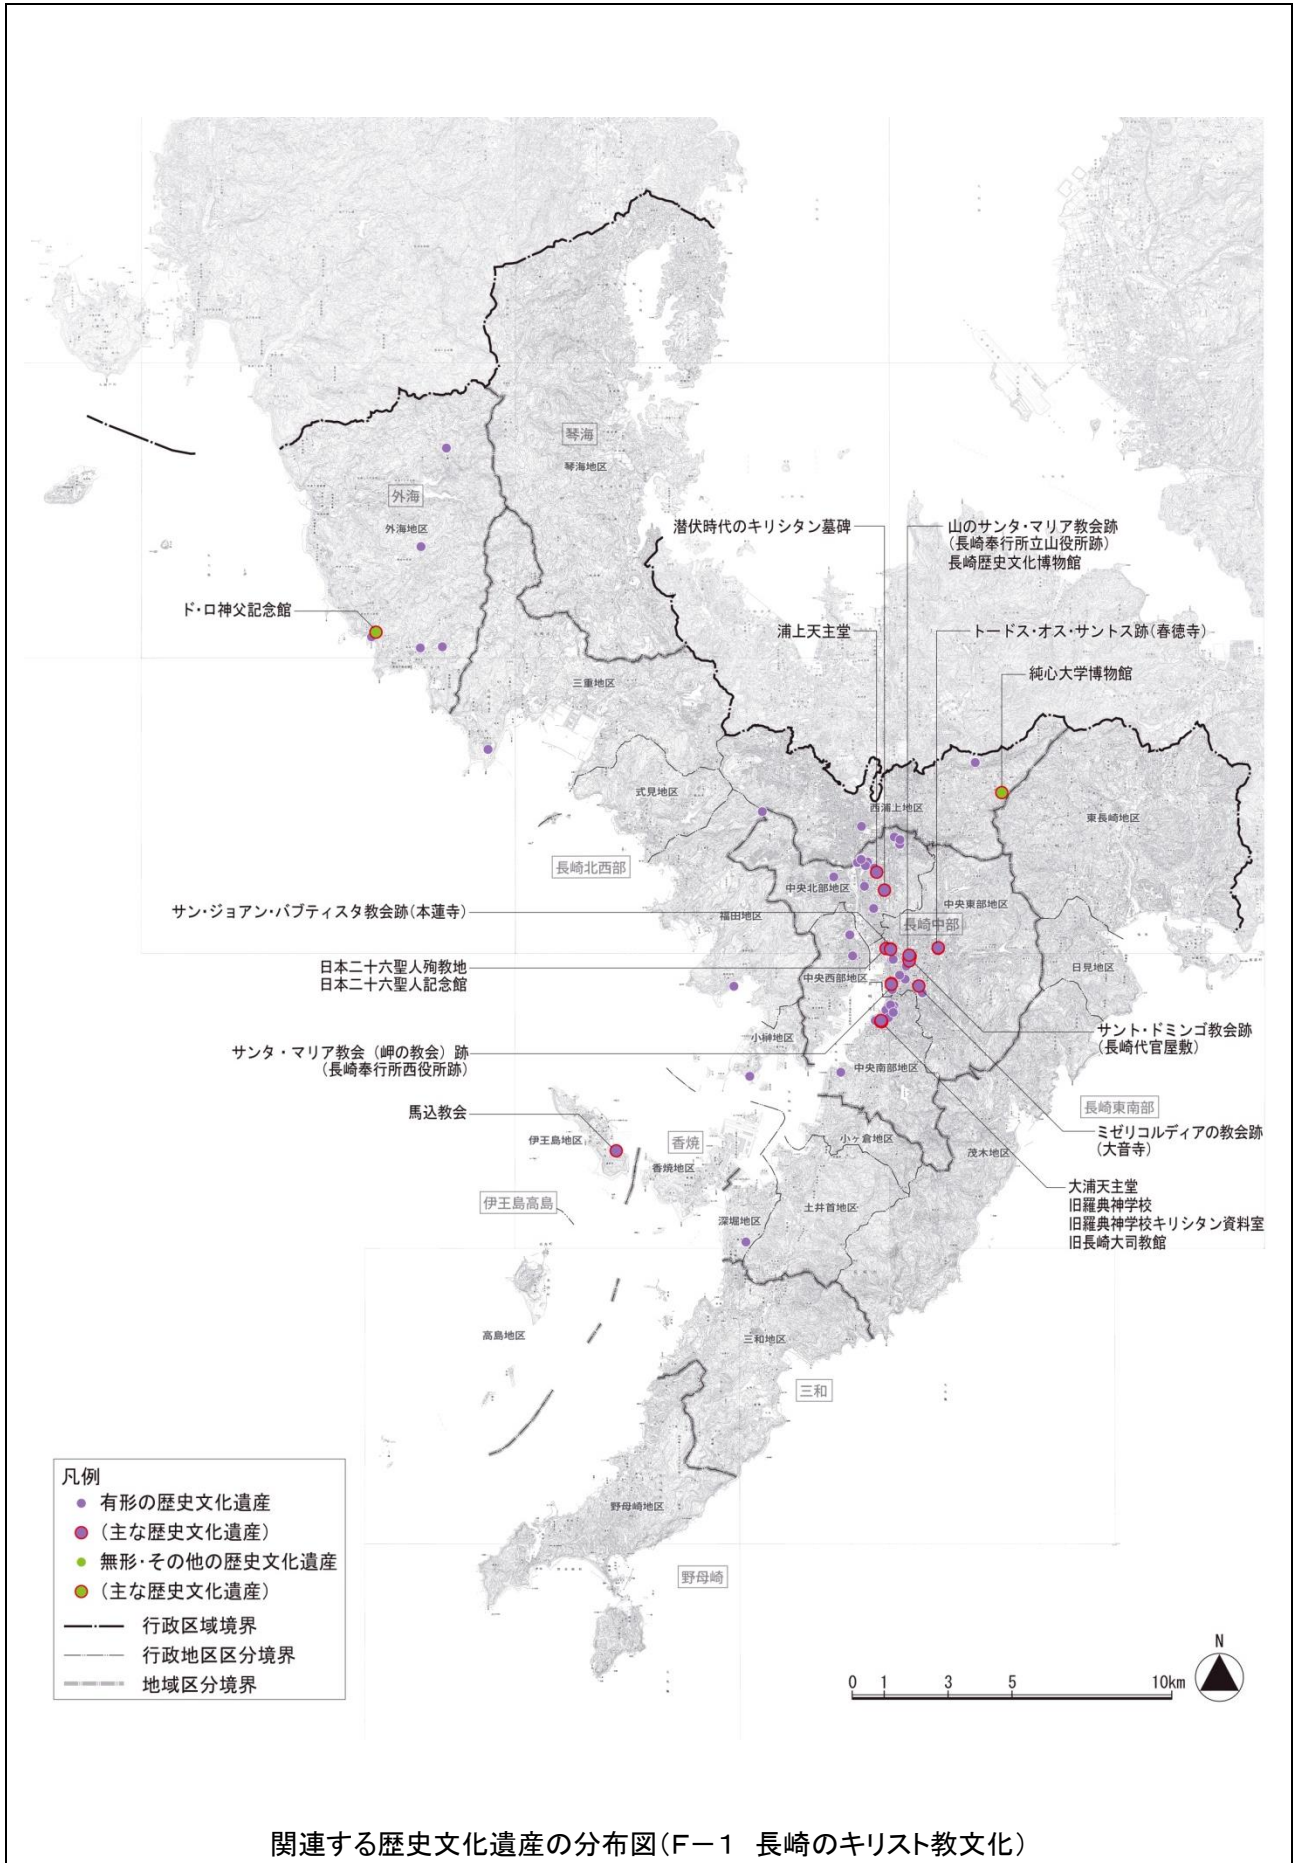 琴海
琴海地区
外海
外海地区
潜伏時代のキリシタン墓碑
山のサンタ・マリア教会跡
(長崎奉行所立山役所跡)
長崎歴史文化博物館
ド・ロ神父記念館
浦上天主堂
トードス・オス・サントス跡(春徳寺)
純心大学博物館
三重地区
式見地区
西浦上地区
東長崎地区
長崎北西部
中央北部地区
中央東部地区
サン・ジョアン・バプティスタ教会跡(本蓮寺)
福田地区
長崎中部
日本二十六聖人殉教地
日本二十六聖人記念館
中央西部地区
日見地区
小榊地区
サント・ドミンゴ教会跡
(長崎代官屋敷)
サンタ・マリア教会(岬の教会)跡
(長崎奉行所西役所跡)
中央南部地区
長崎東南部
馬込教会
伊王島地区
香焼
香焼地区
小ヶ倉地区
茂木地区
ミゼリコルディアの教会跡
(大音寺)
伊王島高島
深堀地区
土井首地区
大浦天主堂
旧羅典神学校
旧羅典神学校キリシタン資料室
旧長崎大司教館
高島地区
三和地区
三和
野母崎地区
野母崎
凡例
有形の歴史文化遺産
(主な歴史文化遺産)
無形・その他の歴史文化遺産
(主な歴史文化遺産)
行政区域境界
行政地区区分境界
地域区分境界
N
0 1 3 5 10km
関連する歴史文化遺産の分布図(F-1 長崎のキリスト教文化)